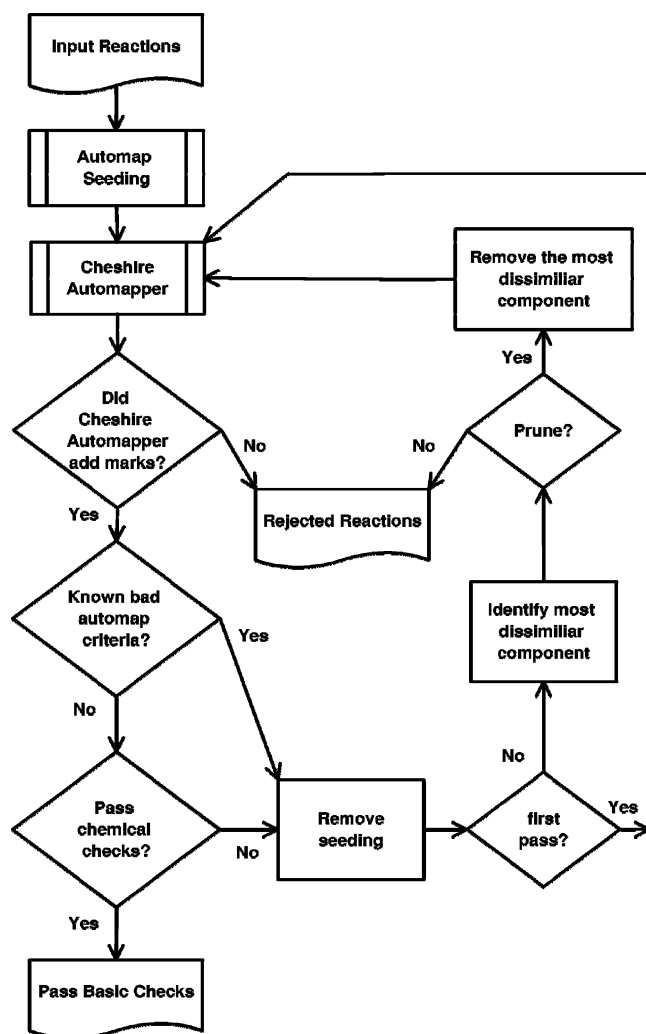 Input Reactions
Automap
Seeding
Cheshire
Automapper
Remove the most
dissimiliar
component
Yes
Did
Cheshire
Automapper
add marks?
No
No
Prune?
Rejected Reactions
Yes
Known bad
automap
criteria?
Yes
Identify most
dissimiliar
component
No
No
Pass
chemical
checks?
No
Remove
seeding
first
pass?
Yes
Yes
Pass Basic Checks